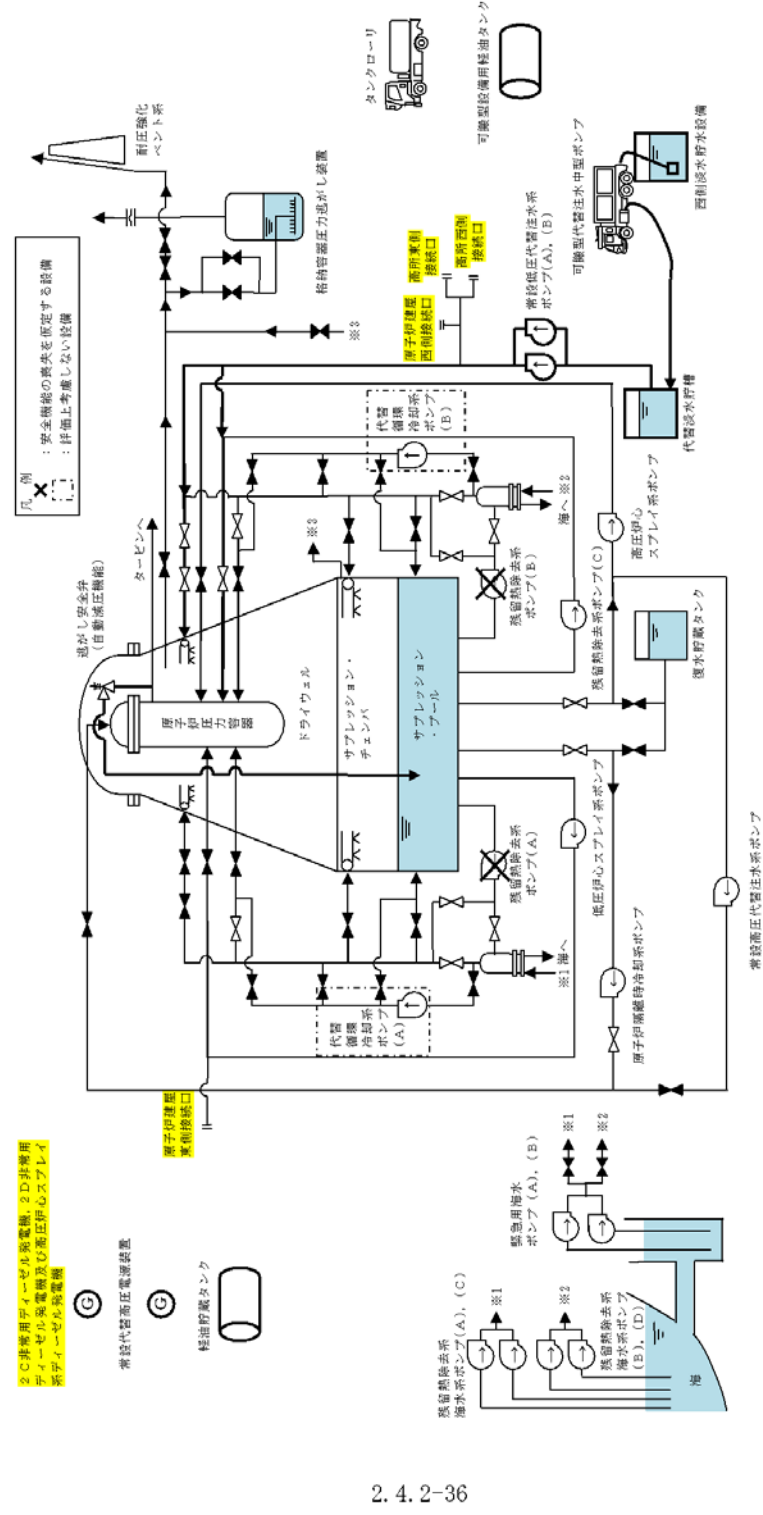 凡 例
：安全機能の喪失を仮定する設備
：評価上考慮しない設備
耐圧強化
ベント系
格納容器圧力逃がし装置
タンクローリ
可搬型設備用軽油タンク
※3
原子炉建屋
西側接続口
高所東側
接続口
高所西側
接続口
常設低圧代替注水系
ポンプ(A)，(B)
可搬型代替注水中型ポンプ
西側淡水貯水設備
代替淡水貯槽
逃がし安全弁
(自動減圧機能)
タービンへ
原子炉圧力容器
ドライウェル
サプレッション・
チェンバ
サプレッション
・プール
※3
代替
循環
冷却系
ポンプ
(B)
海へ ※2
残留熱除去系
ポンプ(B)
残留熱除去系ポンプ(C)
高圧炉心
スプレイ系ポンプ
復水貯蔵タンク
代替
循環
冷却系
ポンプ
(A)
※1 海へ
残留熱除去系
ポンプ(A)
低圧炉心スプレイ系ポンプ
原子炉隔離時冷却系ポンプ
常設高圧代替注水系ポンプ
原子炉建屋
東側接続口
2Ｃ非常用ディーゼル発電機，2Ｄ非常用
ディーゼル発電機及び高圧炉心スプレイ
系ディーゼル発電機
G
常設代替高圧電源装置
G
軽油貯蔵タンク
残留熱除去系
海水系ポンプ(A)，(C)
※1
※2
残留熱除去系
海水系ポンプ
(B)，(D)
海
緊急用海水
ポンプ(A)，(B)
※1
※2
2.4.2-36